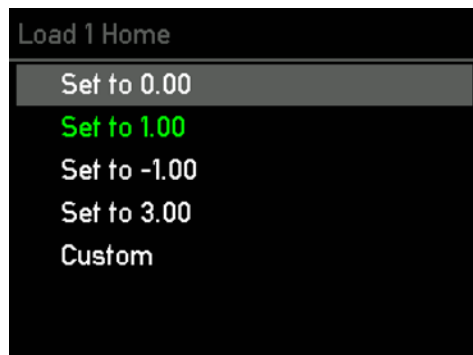 Load 1 Home
Set to 0.00
Set to 1.00
Set to -1.00
Set to 3.00
Custom